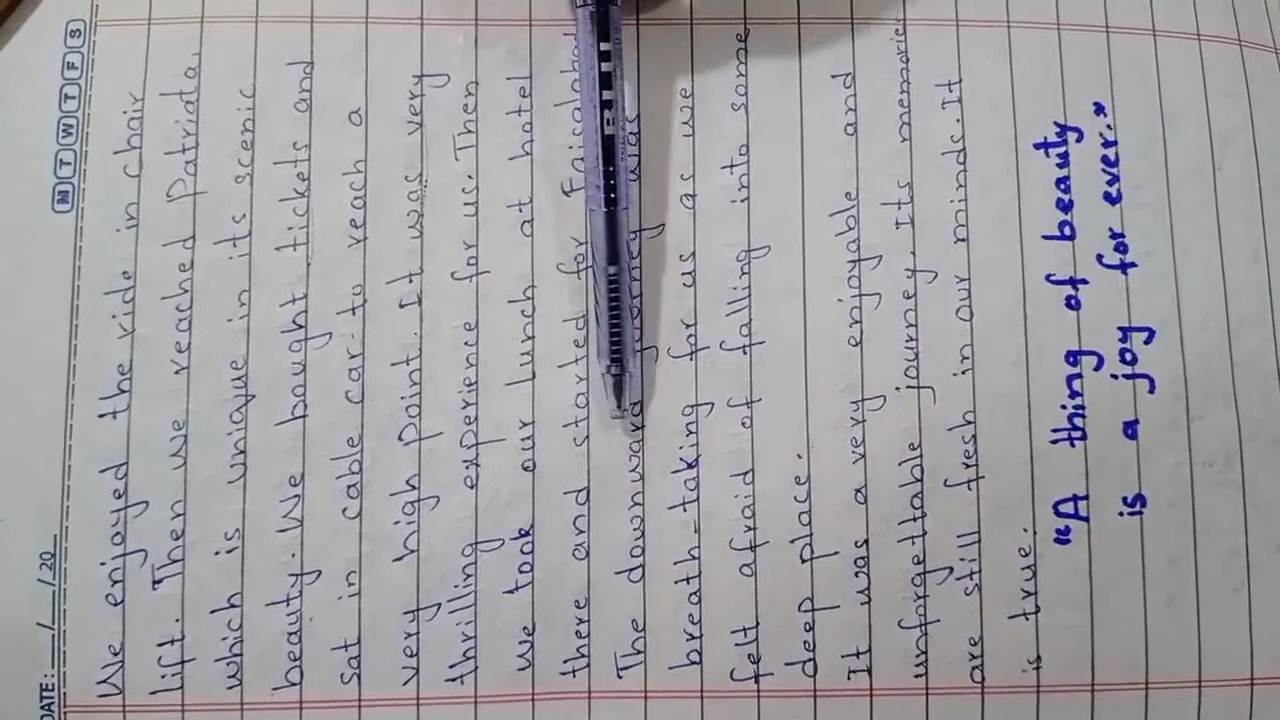 DATE: __/__/20__
M T W T F S
We enjoyed the ride in chair
lift. Then we reached Patriata,
which is unique in its scenic
beauty. We bought tickets and
sat in cable car to reach a
very high point. It was very very
thrilling experience for us. Then
we took our lunch at hotel
there and started for Faisalabad
The downward journey was
breath-taking for us as we
felt afraid of falling into some
deep place.
It was a very enjoyable and
unforgettable journey. Its memories
are still fresh in our minds. It
is true:
"A thing of beauty
is a joy for ever."